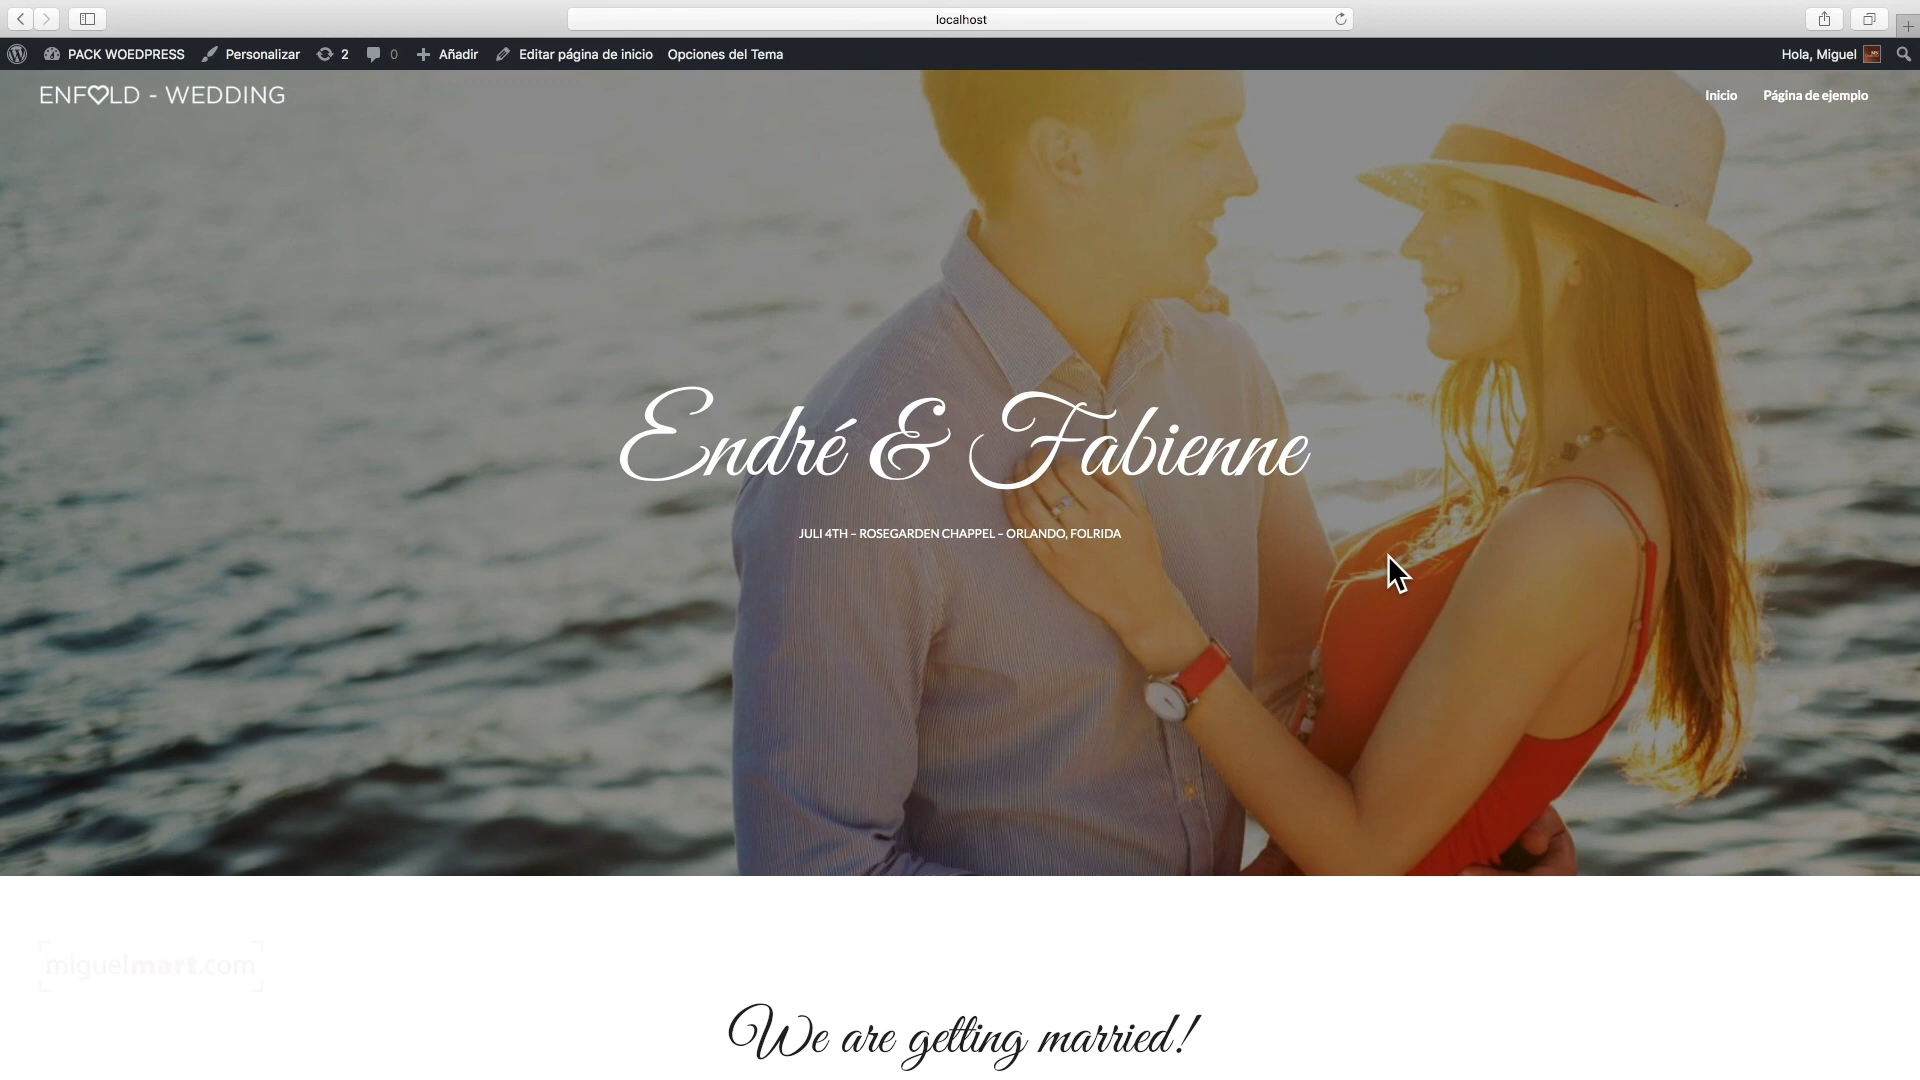 localhost
PACK WOEDPRESS Personalizar 2 0 Añadir Editar página de inicio Opciones del Tema Hola, Miguel
ENFOLD - WEDDING Inicio Página de ejemplo
Endré & Fabienne
JULI 4TH – ROSEGARDEN CHAPPEL – ORLANDO, FOLRIDA
miguelmart.com
We are getting married!